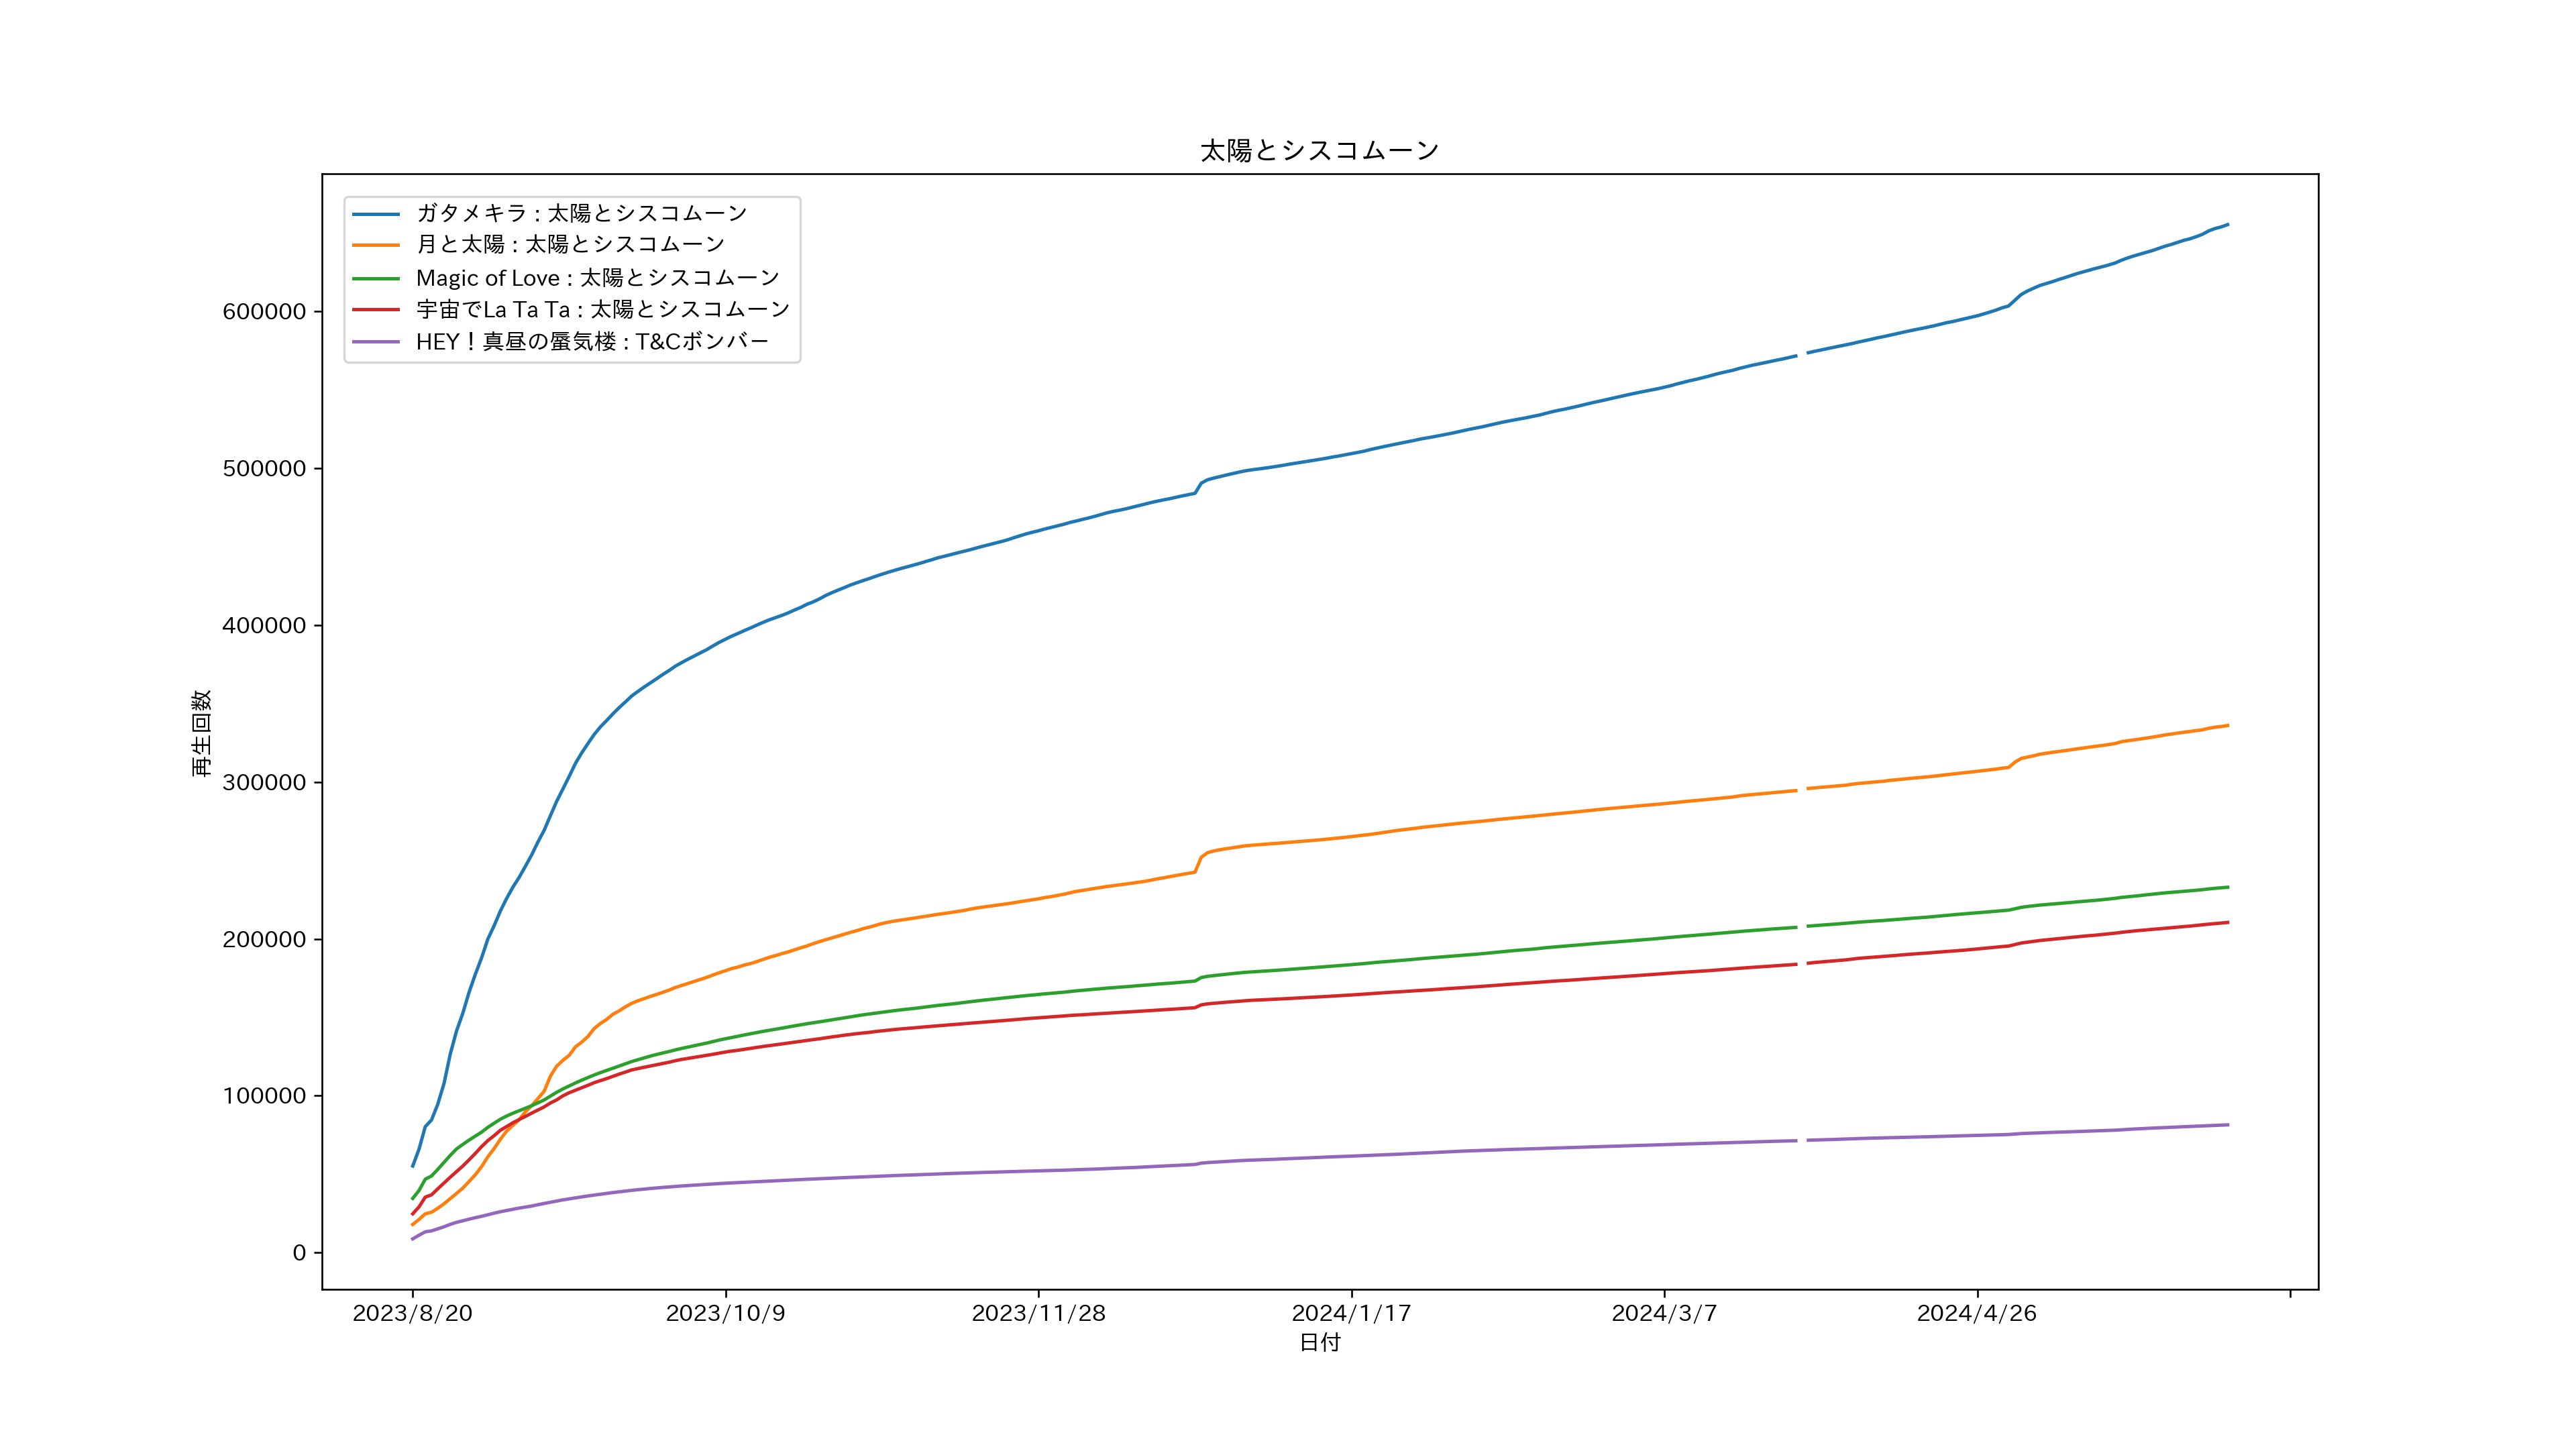 太陽とシスコムーン
ガタメキラ : 太陽とシスコムーン
月と太陽 : 太陽とシスコムーン
Magic of Love : 太陽とシスコムーン
宇宙でLa Ta Ta : 太陽とシスコムーン
HEY！真昼の蜃気楼 : T&Cボンバー
再生回数
600000
500000
400000
300000
200000
100000
0
2023/8/20
2023/10/9
2023/11/28
2024/1/17
2024/3/7
2024/4/26
日付